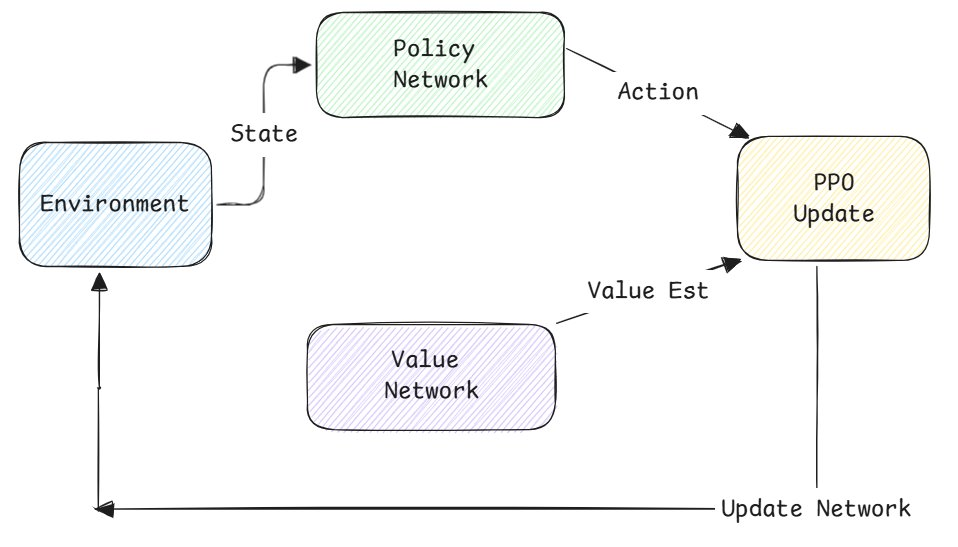 Policy
Network
Action
State
PPO
Update
Environment
Value Est
Value
Network
Update Network